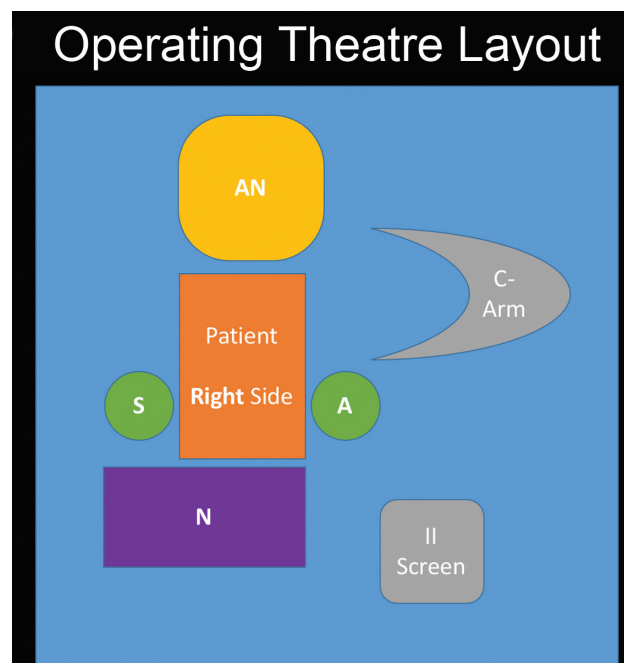 Operating Theatre Layout
AN
C-
Arm
Patient
Right Side
S
A
N
II
Screen